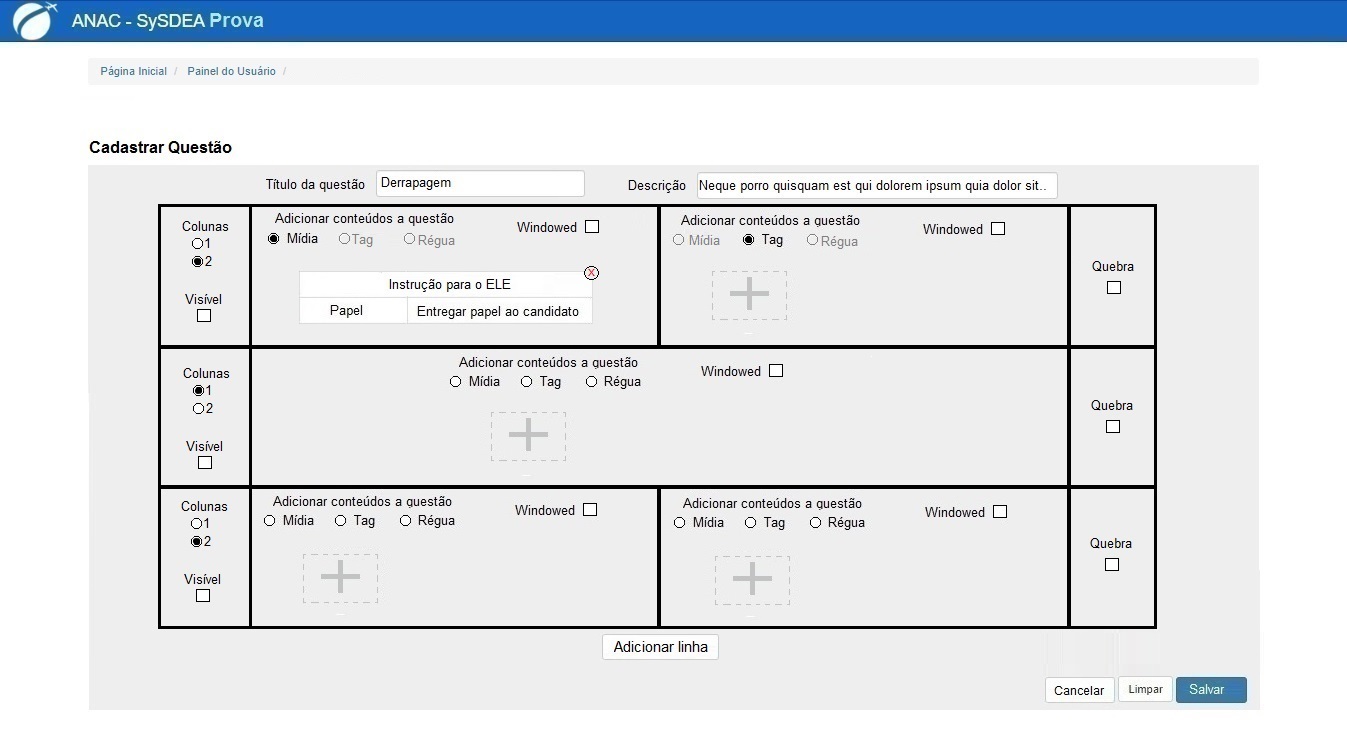 ANAC - SySDEA Prova
Página Inicial / Painel do Usuário /
Cadastrar Questão
Título da questão Derrapagem Descrição Neque porro quisquam est qui dolorem ipsum quia dolor sit..
Colunas
1
2
Visível
Adicionar conteúdos a questão Windowed
Mídia Tag Régua
X
Instrução para o ELE
Papel Entregar papel ao candidato
Adicionar conteúdos a questão Windowed
Mídia Tag Régua
Quebra
Colunas
1
2
Visível
Adicionar conteúdos a questão Windowed
Mídia Tag Régua
Quebra
Colunas
1
2
Visível
Adicionar conteúdos a questão Windowed
Mídia Tag Régua
Adicionar conteúdos a questão Windowed
Mídia Tag Régua
Quebra
Adicionar linha
Cancelar Limpar Salvar